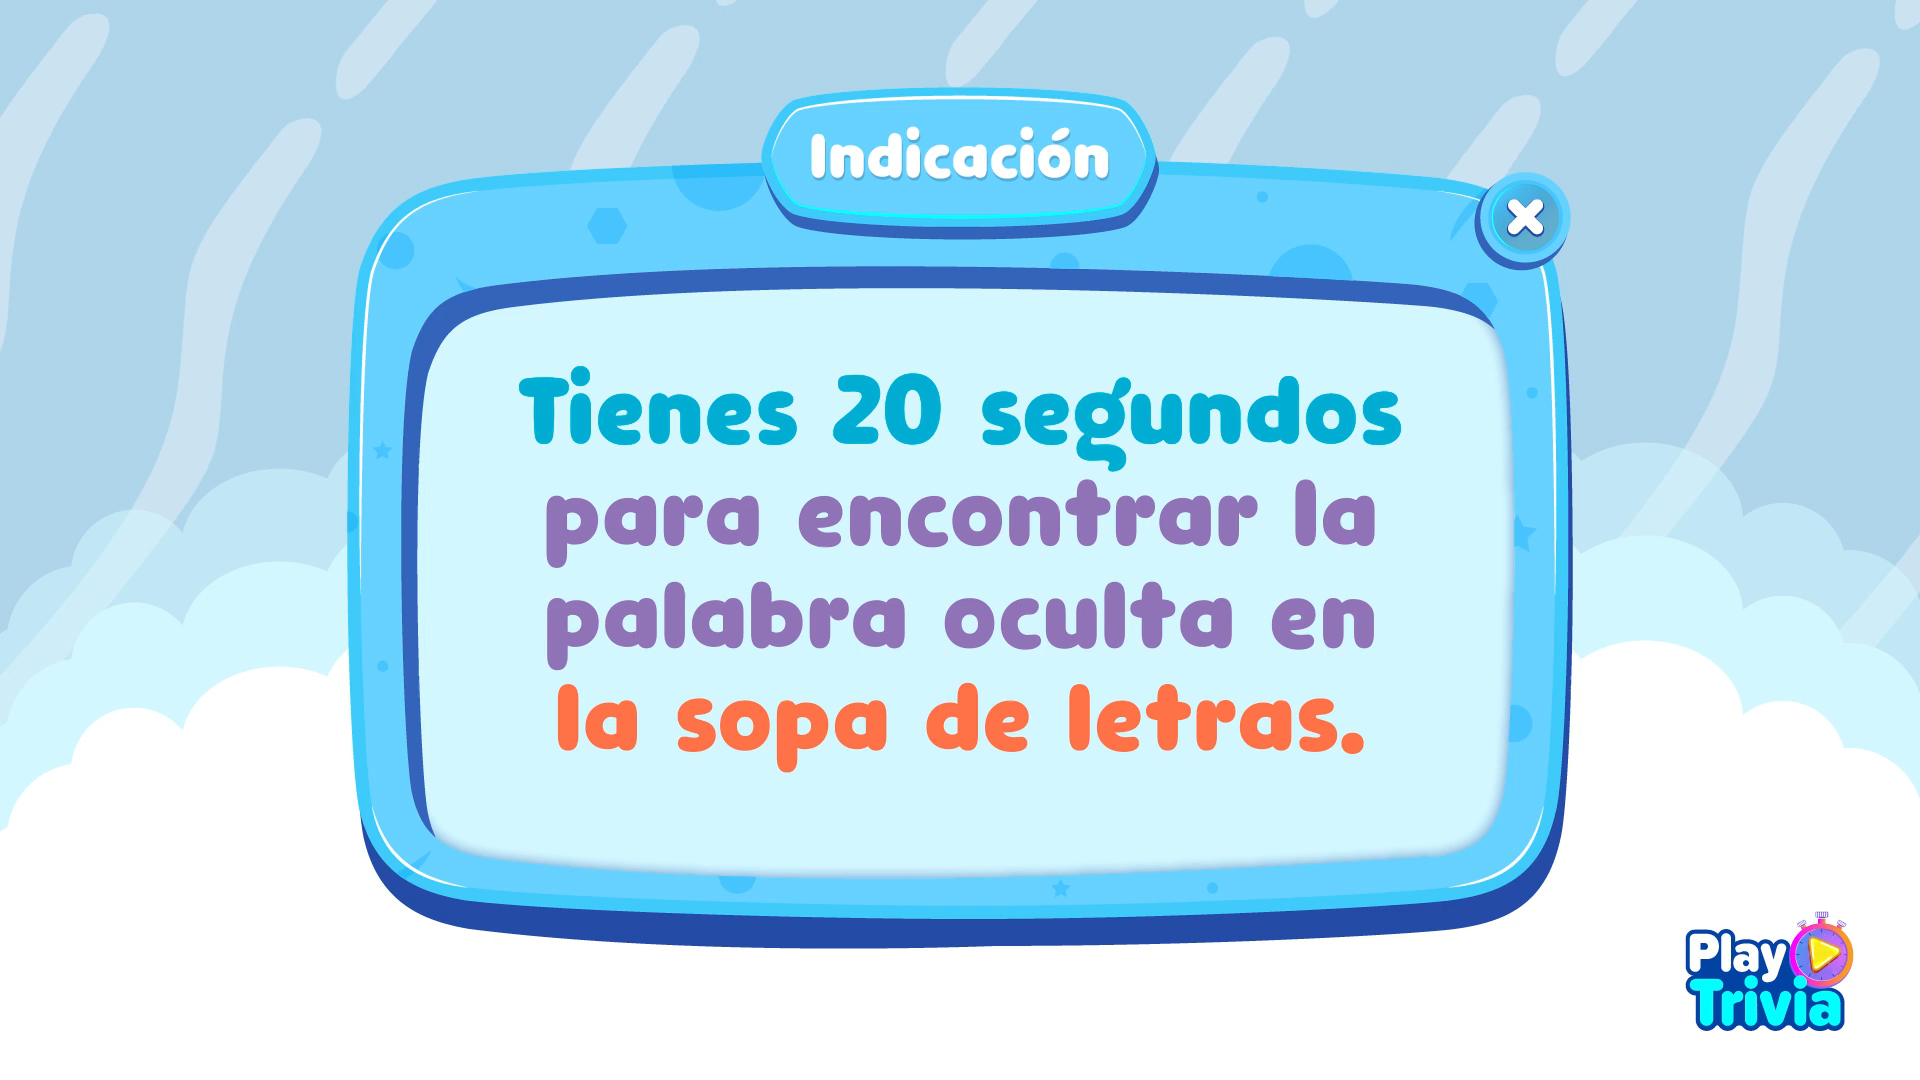 Indicación
Tienes 20 segundos
para encontrar la
palabra oculta en
la sopa de letras.
Play
Trivia